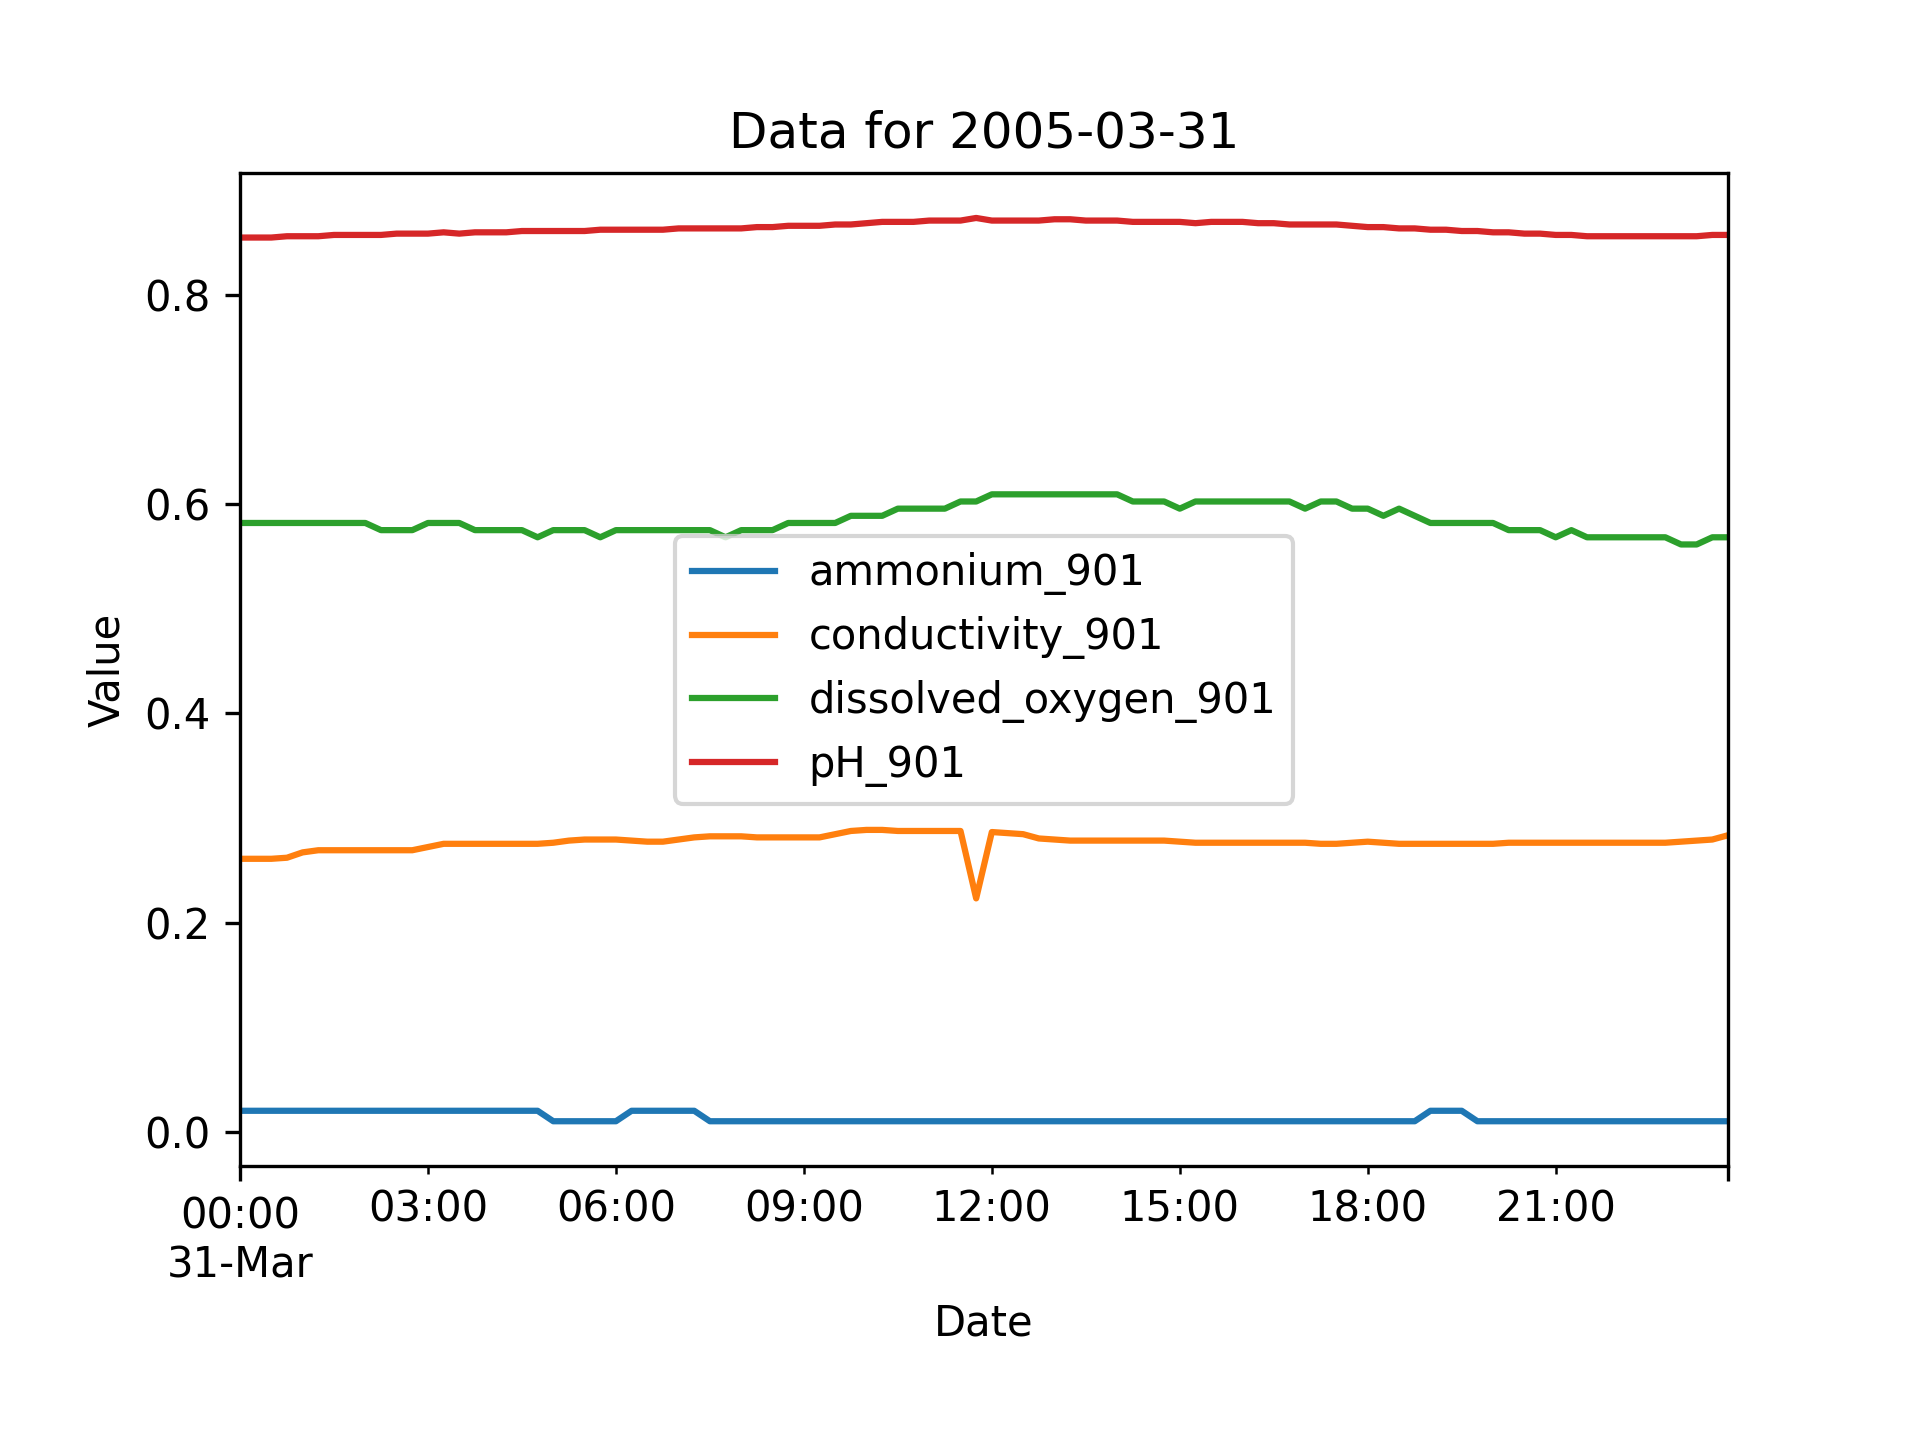 Data for 2005-03-31
Value
0.8
0.6
0.4
0.2
0.0
ammonium_901
conductivity_901
dissolved_oxygen_901
pH_901
00:00
31-Mar
03:00
06:00
09:00
12:00
15:00
18:00
21:00
Date